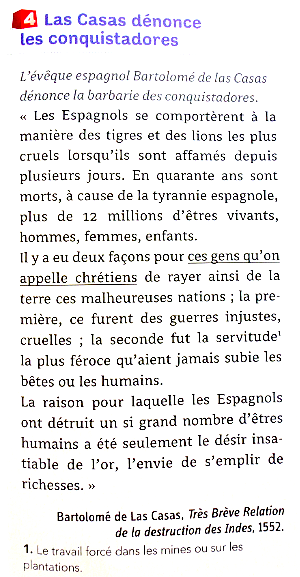 4 Las Casas dénonce
les conquistadores
L'évêque espagnol Bartolomé de las Casas
dénonce la barbarie des conquistadores.
« Les Espagnols se comportèrent à la
manière des tigres et des lions les plus
cruels lorsqu'ils sont affamés depuis
plusieurs jours. En quarante ans sont
morts, à cause de la tyrannie espagnole,
plus de 12 millions d'êtres vivants,
hommes, femmes, enfants.
Il y a eu deux façons pour ces gens qu'on
appelle chrétiens de rayer ainsi de la
terre ces malheureuses nations ; la pre-
mière, ce furent des guerres injustes,
cruelles ; la seconde fut la servitude¹
la plus féroce qu'aient jamais subie les
bêtes ou les humains.
La raison pour laquelle les Espagnols
ont détruit un si grand nombre d'êtres
humains a été seulement le désir insa-
tiable de l'or, l'envie de s'emplir de
richesses. »
Bartolomé de Las Casas, Très Brève Relation
de la destruction des Indes, 1552.
1. Le travail forcé dans les mines ou sur les
plantations.